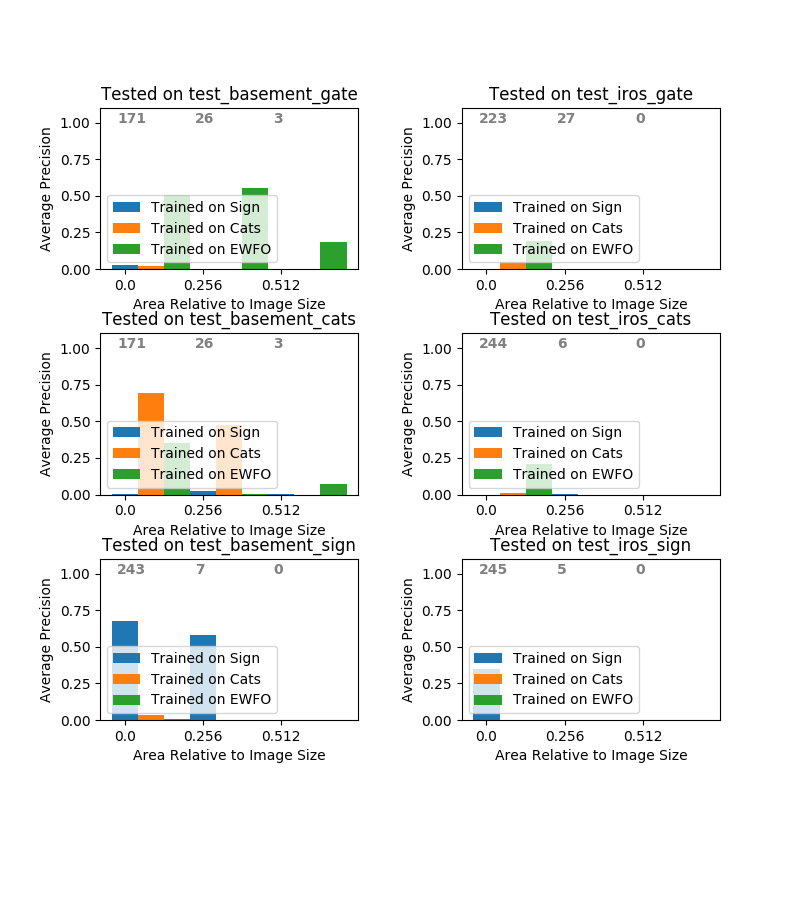 Tested on test_basement_gate
171 26 3
Average Precision
1.00
0.75
0.50
0.25
0.00
Trained on Sign
Trained on Cats
Trained on EWFO
0.0 0.256 0.512
Area Relative to Image Size
Tested on test_iros_gate
223 27 0
Average Precision
1.00
0.75
0.50
0.25
0.00
Trained on Sign
Trained on Cats
Trained on EWFO
0.0 0.256 0.512
Area Relative to Image Size
Tested on test_basement_cats
171 26 3
Average Precision
1.00
0.75
0.50
0.25
0.00
Trained on Sign
Trained on Cats
Trained on EWFO
0.0 0.256 0.512
Area Relative to Image Size
Tested on test_iros_cats
244 6 0
Average Precision
1.00
0.75
0.50
0.25
0.00
Trained on Sign
Trained on Cats
Trained on EWFO
0.0 0.256 0.512
Area Relative to Image Size
Tested on test_basement_sign
243 7 0
Average Precision
1.00
0.75
0.50
0.25
0.00
Trained on Sign
Trained on Cats
Trained on EWFO
0.0 0.256 0.512
Area Relative to Image Size
Tested on test_iros_sign
245 5 0
Average Precision
1.00
0.75
0.50
0.25
0.00
Trained on Sign
Trained on Cats
Trained on EWFO
0.0 0.256 0.512
Area Relative to Image Size